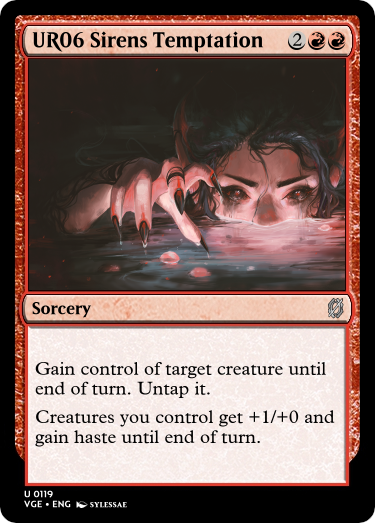 UR06 Sirens Temptation 2
Sorcery
Gain control of target creature until
end of turn. Untap it.
Creatures you control get +1/+0 and
gain haste until end of turn.
U 0119
VGE • ENG SYLESSAE